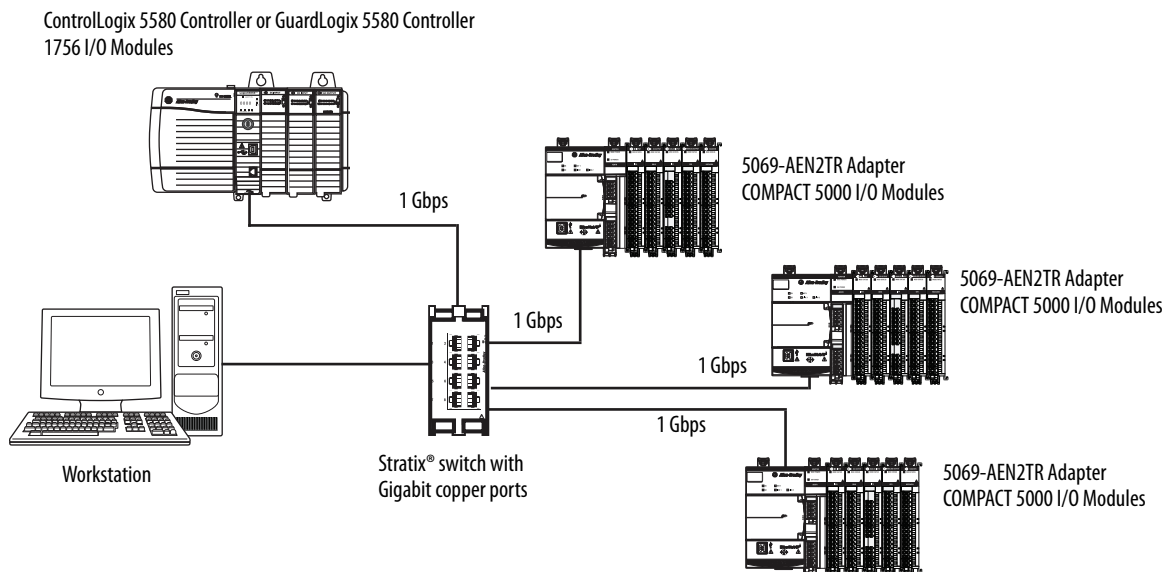 ControlLogix 5580 Controller or GuardLogix 5580 Controller
1756 I/O Modules
1 Gbps
5069-AEN2TR Adapter
COMPACT 5000 I/O Modules
1 Gbps
5069-AEN2TR Adapter
COMPACT 5000 I/O Modules
1 Gbps
1 Gbps
Workstation
Stratix® switch with
Gigabit copper ports
5069-AEN2TR Adapter
COMPACT 5000 I/O Modules